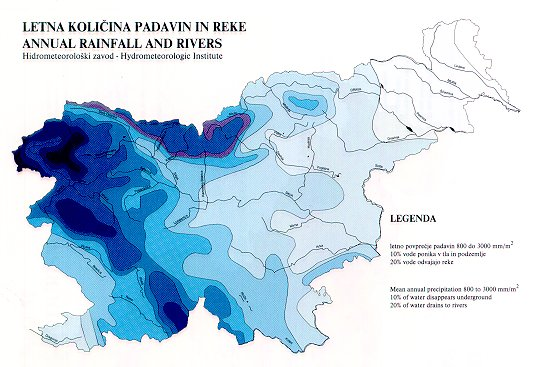 LETNA KOLIČINA PADAVIN IN REKE
ANNUAL RAINFALL AND RIVERS
Hidrometeorološki zavod - Hydrometeorologic Institute
LEGENDA
letno povprečje padavin 800 do 3000 mm/m²
10% vode ponika v tla in podzemlje
20% vode odvajajo reke
Mean annual precipitation 800 to 3000 mm/m²
10% of water disappears underground
20% of water drains to rivers